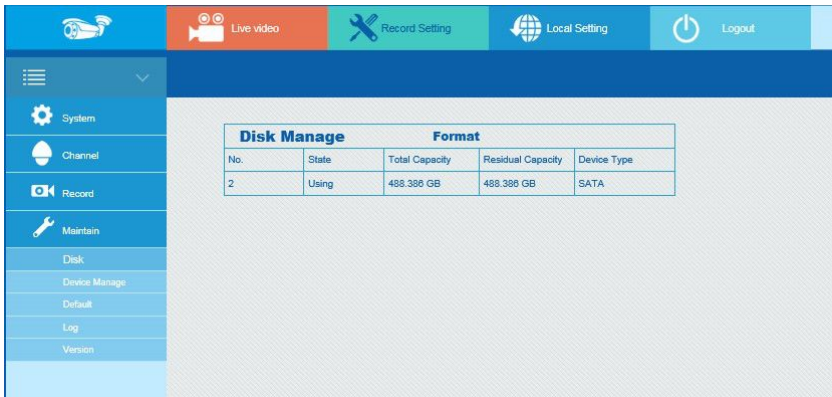 Live video
Record Setting
Local Setting
Logout
System
Channel
Record
Maintain
Disk
Device Manage
Default
Log
Version
Disk Manage Format
No. State Total Capacity Residual Capacity Device Type
2 Using 488.386 GB 488.386 GB SATA